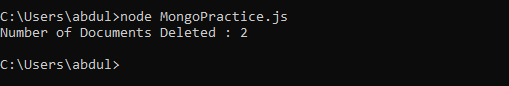 C:\Users\abdul>node MongoPractice.js
Number of Documents Deleted : 2
C:\Users\abdul>